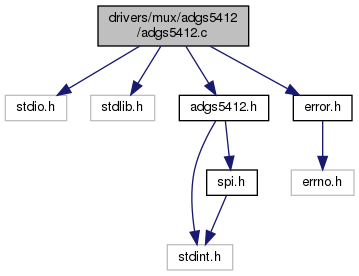 drivers/mux/adgs5412
/adgs5412.c
stdio.h
stdlib.h
adgs5412.h
error.h
spi.h
errno.h
stdint.h